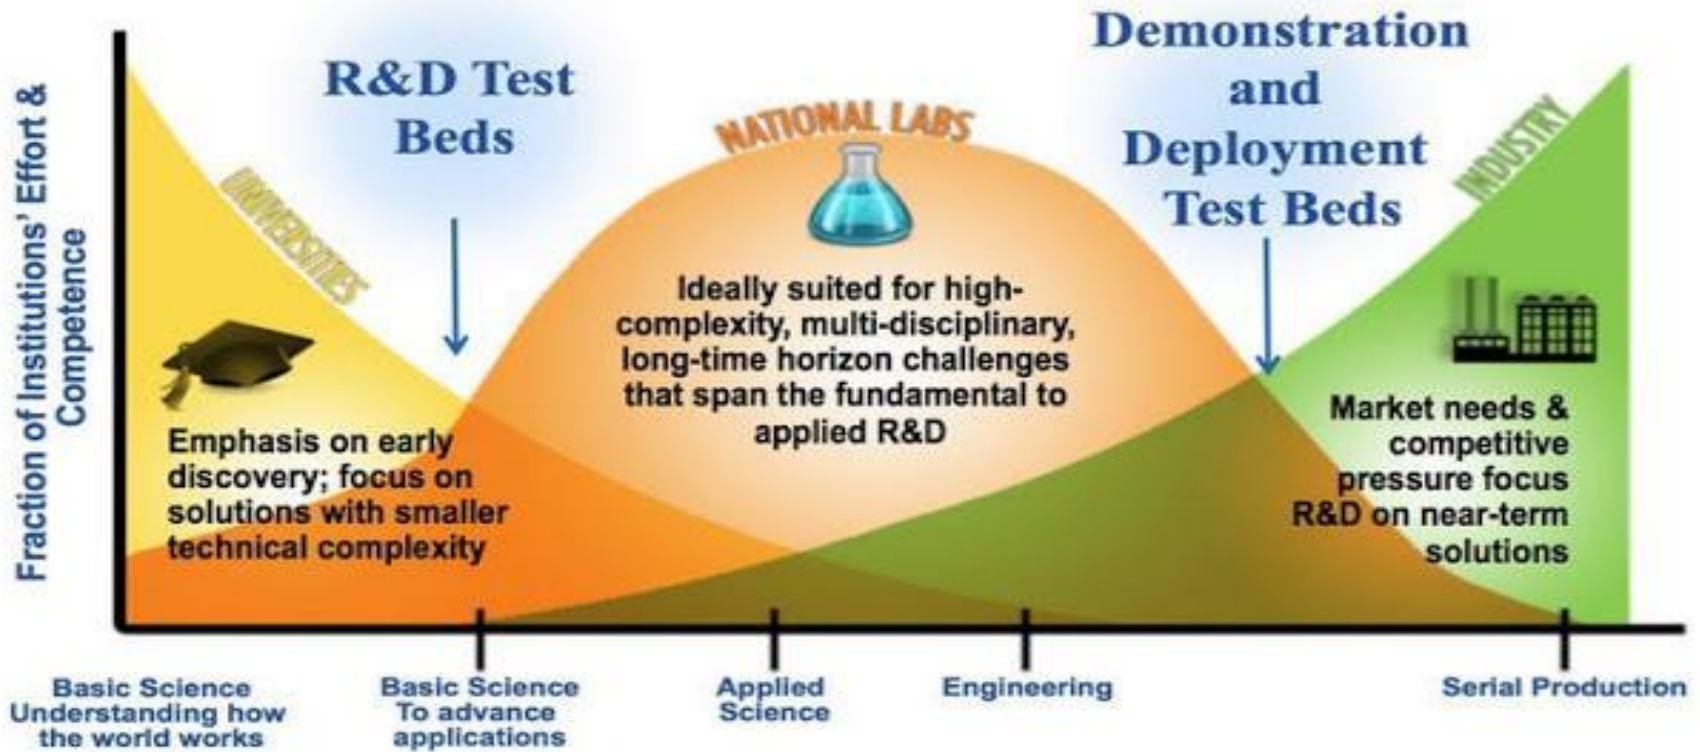 Fraction of Institutions' Effort &
Competence
R&D Test
Beds
Demonstration
and
Deployment
Test Beds
UNIVERSITIES
NATIONAL LABS
INDUSTRY
Emphasis on early
discovery; focus on
solutions with smaller
technical complexity
Ideally suited for high-
complexity, multi-disciplinary,
long-time horizon challenges
that span the fundamental to
applied R&D
Market needs &
competitive
pressure focus
R&D on near-term
solutions
Basic Science
Understanding how
the world works
Basic Science
To advance
applications
Applied
Science
Engineering
Serial Production